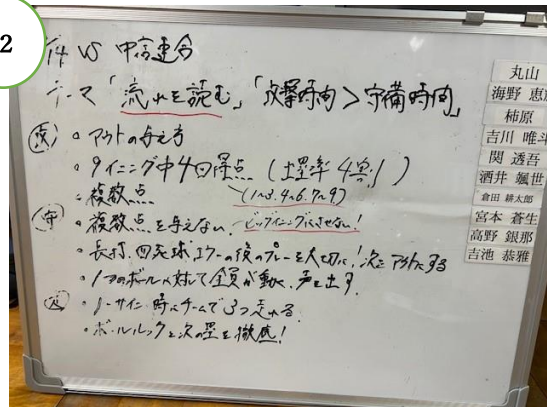 2
/4 VS 中高連合
テーマ「流れを読む」「攻撃時間>守備時間」
攻 ・アウトの与え方
・9イニング中4回得点 (出塁率4割!)
・複数点 (1~3.4~6.7~9)
守 ・複数点を与えない ビッグイニングにさせない!
・長打、四死球、エラーの後のプレーを大切に! 次をアウトにする
・1つのボールに対して全員が動く、声を出す
・ノーサイン時にチームで3つ走れる
・ボールルックと次の塁を徹底!
丸山
海野 恵
柿原
吉川 唯斗
関 透吾
酒井 颯世
倉田 耕太郎
宮本 蒼生
高野 銀那
吉池 恭雅